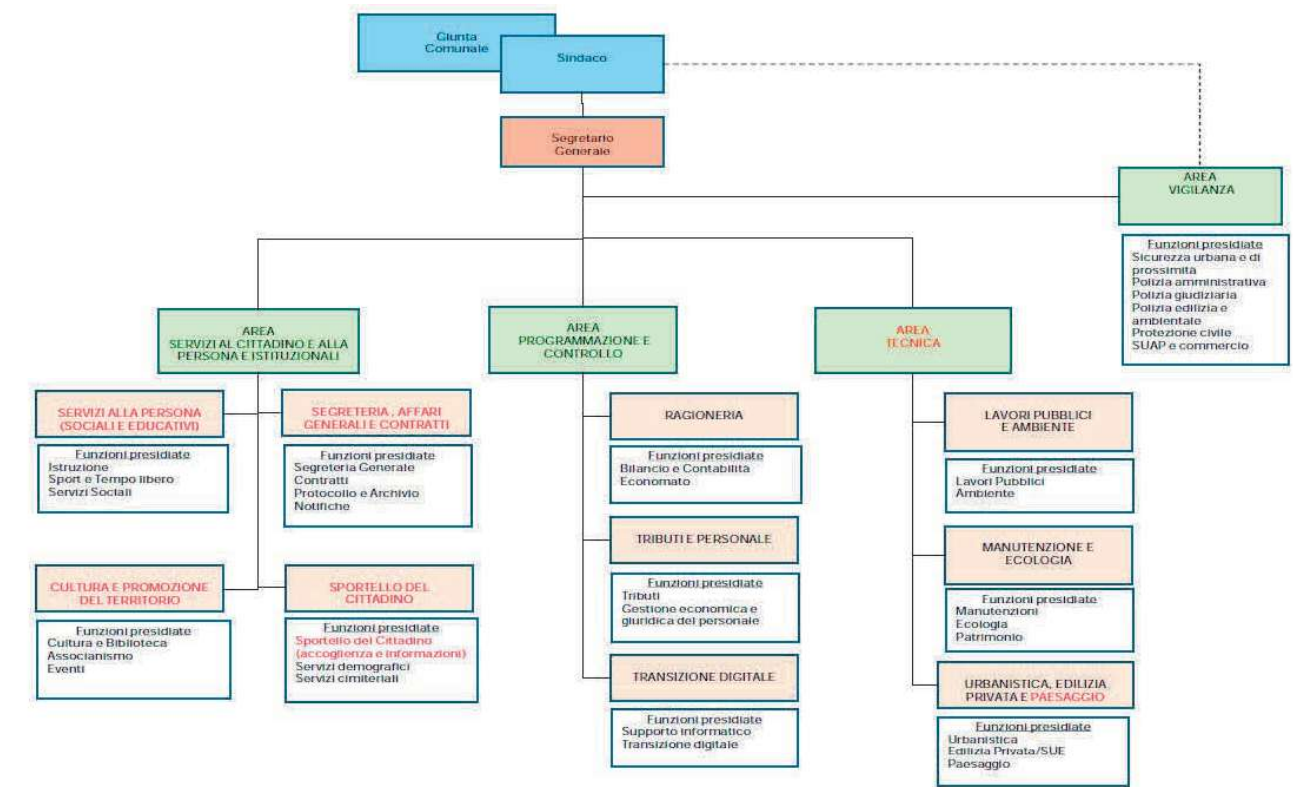 Giunta
Comunale
Sindaco
Segretario
Generale
AREA
VIGILANZA
Funzioni presidiate
Sicurezza urbana e di
prossimità
Polizia amministrativa
Polizia giudiziaria
Polizia edilizia e
ambientale
Protezione civile
SUAP e commercio
AREA
SERVIZI AL CITTADINO E ALLA
PERSONA E ISTITUZIONALI
AREA
PROGRAMMAZIONE E
CONTROLLO
AREA
TECNICA
SERVIZI ALLA PERSONA
(SOCIALI E EDUCATIVI)
Funzioni presidiate
Istruzione
Sport e Tempo libero
Servizi Sociali
SEGRETERIA , AFFARI
GENERALI E CONTRATTI
Funzioni presidiate
Segreteria Generale
Contratti
Protocollo e Archivio
Notifiche
CULTURA E PROMOZIONE
DEL TERRITORIO
Funzioni presidiate
Cultura e Biblioteca
Associanismo
Eventi
SPORTELLO DEL
CITTADINO
Funzioni presidiate
Sportello del Cittadino
(accoglienza e informazioni)
Servizi demografici
Servizi cimiteriali
RAGIONERIA
Funzioni presidiate
Bilancio e Contabilità
Economato
TRIBUTI E PERSONALE
Funzioni presidiate
Tributi
Gestione economica e
giuridica del personale
TRANSIZIONE DIGITALE
Funzioni presidiate
Supporto informatico
Transizione digitale
LAVORI PUBBLICI
E AMBIENTE
Funzioni presidiate
Lavori Pubblici
Ambiente
MANUTENZIONE E
ECOLOGIA
Funzioni presidiate
Manutenzioni
Ecologia
Patrimonio
URBANISTICA, EDILIZIA
PRIVATA E PAESAGGIO
Funzioni presidiate
Urbanistica
Edilizia Privata/SUE
Paesaggio